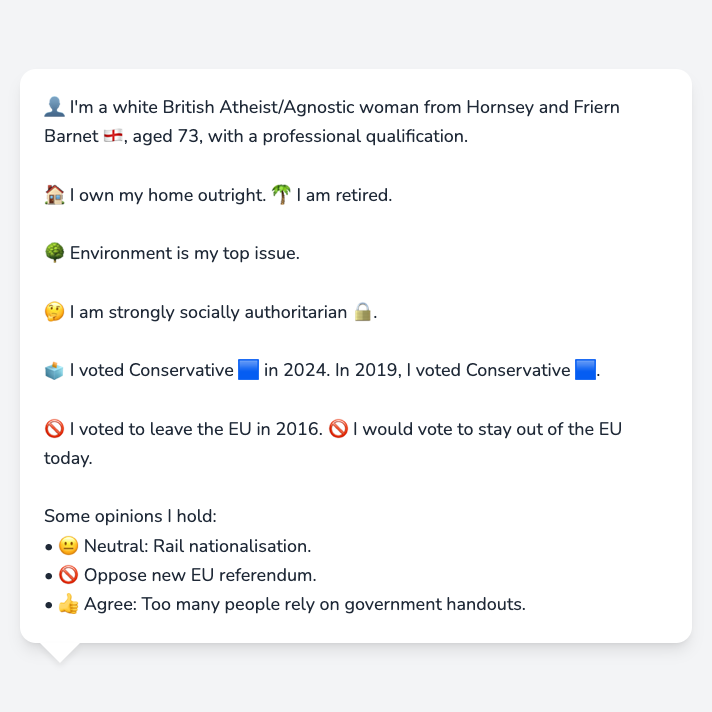 👤 I'm a white British Atheist/Agnostic woman from Hornsey and Friern
Barnet 🏴󠁧󠁢󠁥󠁮󠁧󠁿, aged 73, with a professional qualification.
🏠 I own my home outright. 🌴 I am retired.
🌳 Environment is my top issue.
🤔 I am strongly socially authoritarian 🔒.
🗳️ I voted Conservative 🟦 in 2024. In 2019, I voted Conservative 🟦.
🚫 I voted to leave the EU in 2016. 🚫 I would vote to stay out of the EU
today.
Some opinions I hold:
• 😐 Neutral: Rail nationalisation.
• 🚫 Oppose new EU referendum.
• 👍 Agree: Too many people rely on government handouts.